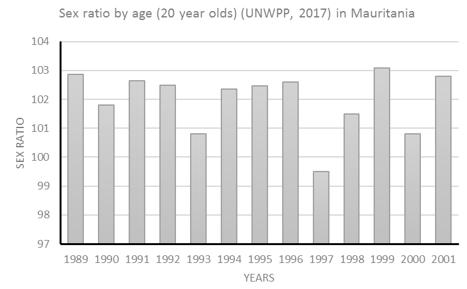 Sex ratio by age (20 year olds) (UNWPP, 2017) in Mauritania
104
103
102
101
100
99
98
97
SEX RATIO
1989 1990 1991 1992 1993 1994 1995 1996 1997 1998 1999 2000 2001
YEARS